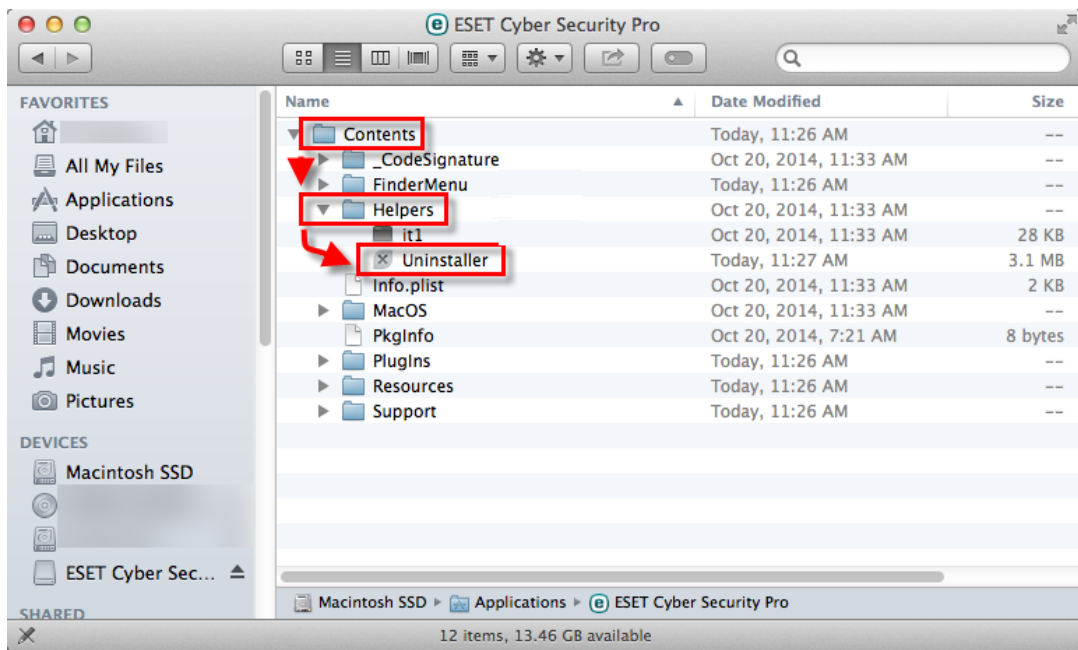 ESET Cyber Security Pro
FAVORITES
All My Files
Applications
Desktop
Documents
Downloads
Movies
Music
Pictures
DEVICES
Macintosh SSD
ESET Cyber Sec...
SHARED
Name Date Modified Size
Contents Today, 11:26 AM --
_CodeSignature Oct 20, 2014, 11:33 AM --
FinderMenu Today, 11:26 AM --
Helpers Oct 20, 2014, 11:33 AM --
it1 Oct 20, 2014, 11:33 AM 28 KB
Uninstaller Today, 11:27 AM 3.1 MB
Info.plist Oct 20, 2014, 11:33 AM 2 KB
MacOS Oct 20, 2014, 11:33 AM --
PkgInfo Oct 20, 2014, 7:21 AM 8 bytes
PlugIns Today, 11:26 AM --
Resources Today, 11:26 AM --
Support Today, 11:26 AM --
Macintosh SSD ▸ Applications ▸ ESET Cyber Security Pro
12 items, 13.46 GB available